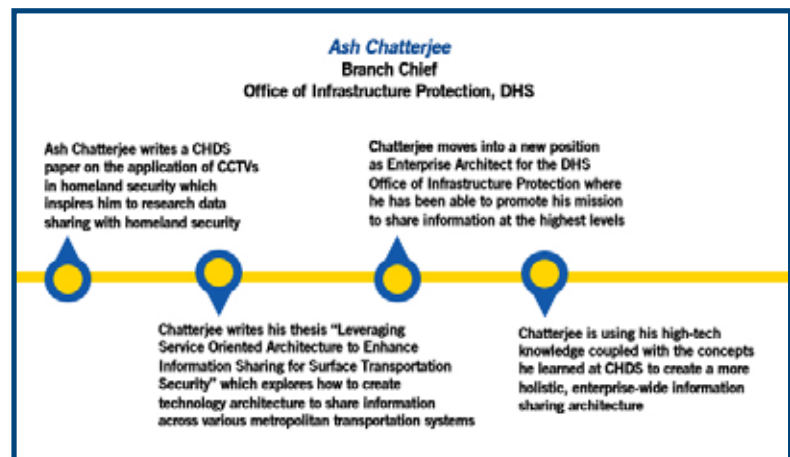 Ash Chatterjee
Branch Chief
Office of Infrastructure Protection, DHS
Ash Chatterjee writes a CHDS
paper on the application of CCTVs
in homeland security which
inspires him to research data
sharing with homeland security
Chatterjee writes his thesis “Leveraging
Service Oriented Architecture to Enhance
Information Sharing for Surface Transportation
Security” which explores how to create
technology architecture to share information
across various metropolitan transportation systems
Chatterjee moves into a new position
as Enterprise Architect for the DHS
Office of Infrastructure Protection where
he has been able to promote his mission
to share information at the highest levels
Chatterjee is using his high-tech
knowledge coupled with the concepts
he learned at CHDS to create a more
holistic, enterprise-wide information
sharing architecture